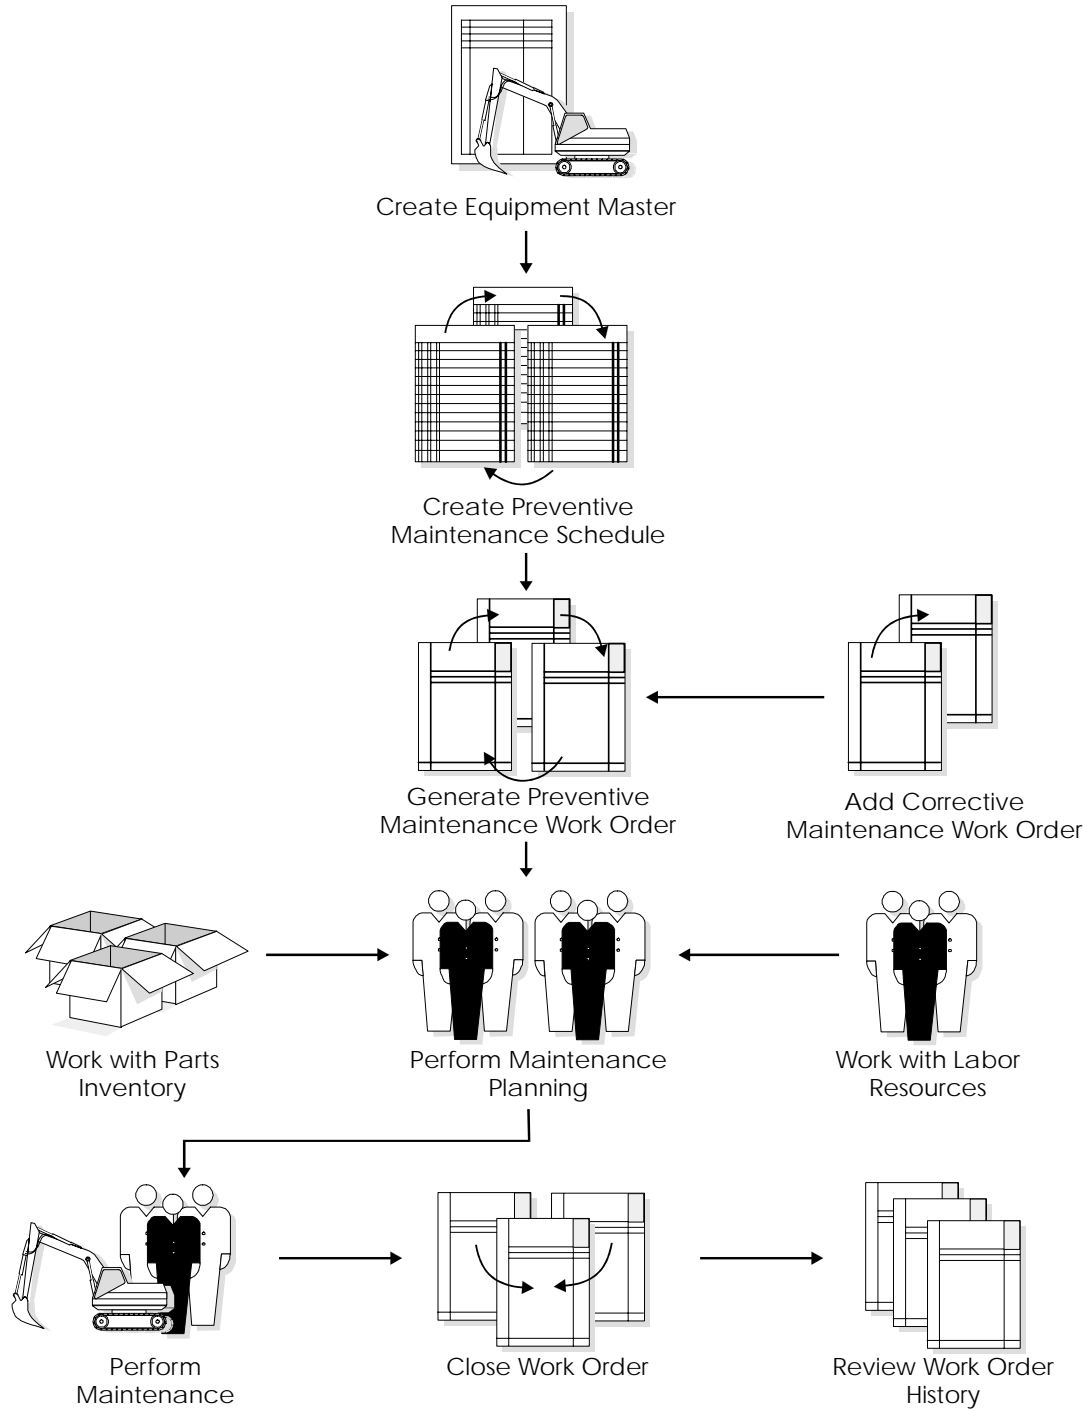 Create Equipment Master
Create Preventive
Maintenance Schedule
Generate Preventive
Maintenance Work Order
Add Corrective
Maintenance Work Order
Work with Parts
Inventory
Perform Maintenance
Planning
Work with Labor
Resources
Perform
Maintenance
Close Work Order
Review Work Order
History